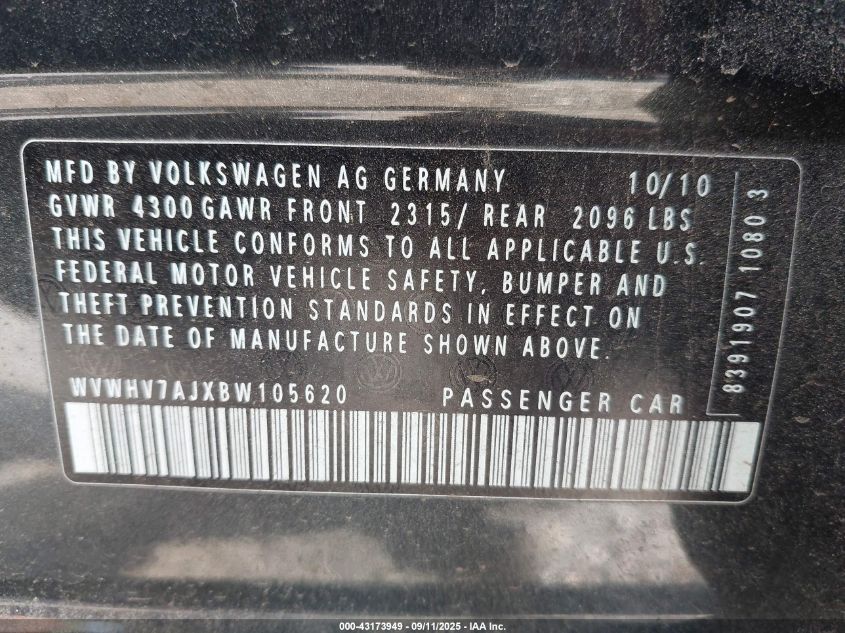 MFD BY VOLKSWAGEN AG GERMANY 10/10
GVWR 4300 GAWR FRONT 2315/ REAR 2096 LBS
THIS VEHICLE CONFORMS TO ALL APPLICABLE U.S.
FEDERAL MOTOR VEHICLE SAFETY, BUMPER AND
THEFT PREVENTION STANDARDS IN EFFECT ON
THE DATE OF MANUFACTURE SHOWN ABOVE.
WVWHV7AJXBW105620 PASSENGER CAR
8391907 1080 3
000-43173949 - 09/11/2025 - IAA Inc.